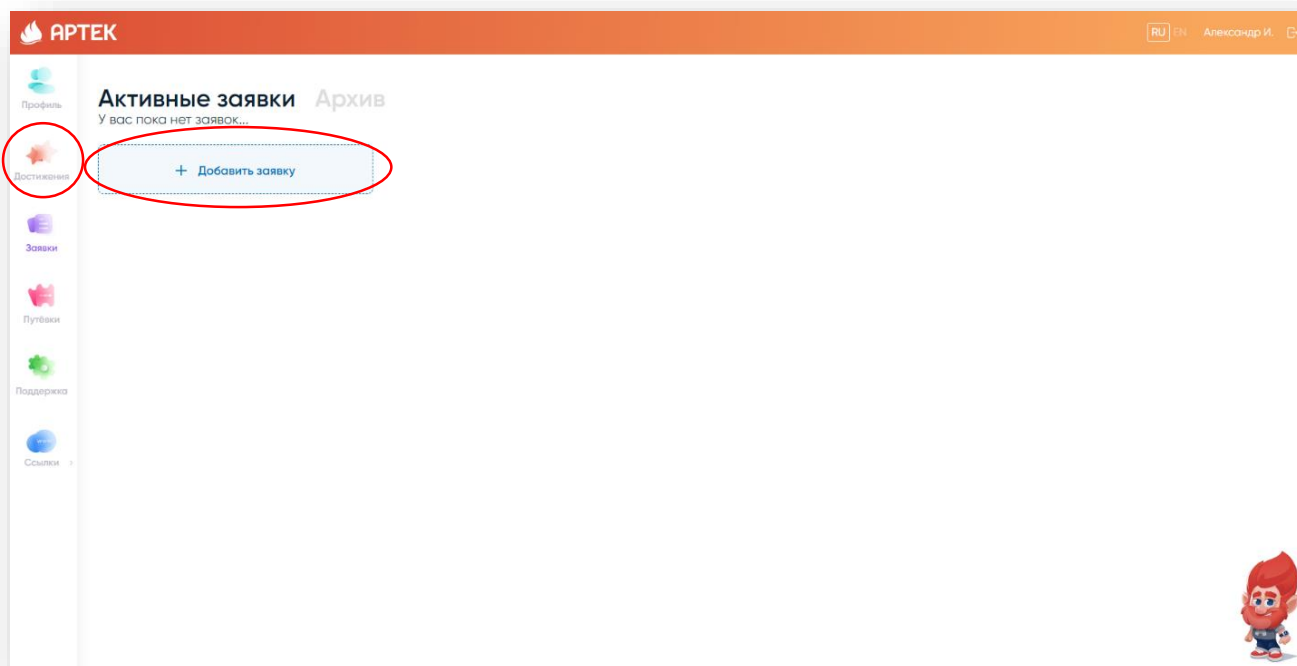 АРТЕК
RU EN Александр И.
Профиль
Достижения
Заявки
Путёвки
Поддержка
Ссылки
Активные заявки Архив
У вас пока нет заявок...
+ Добавить заявку